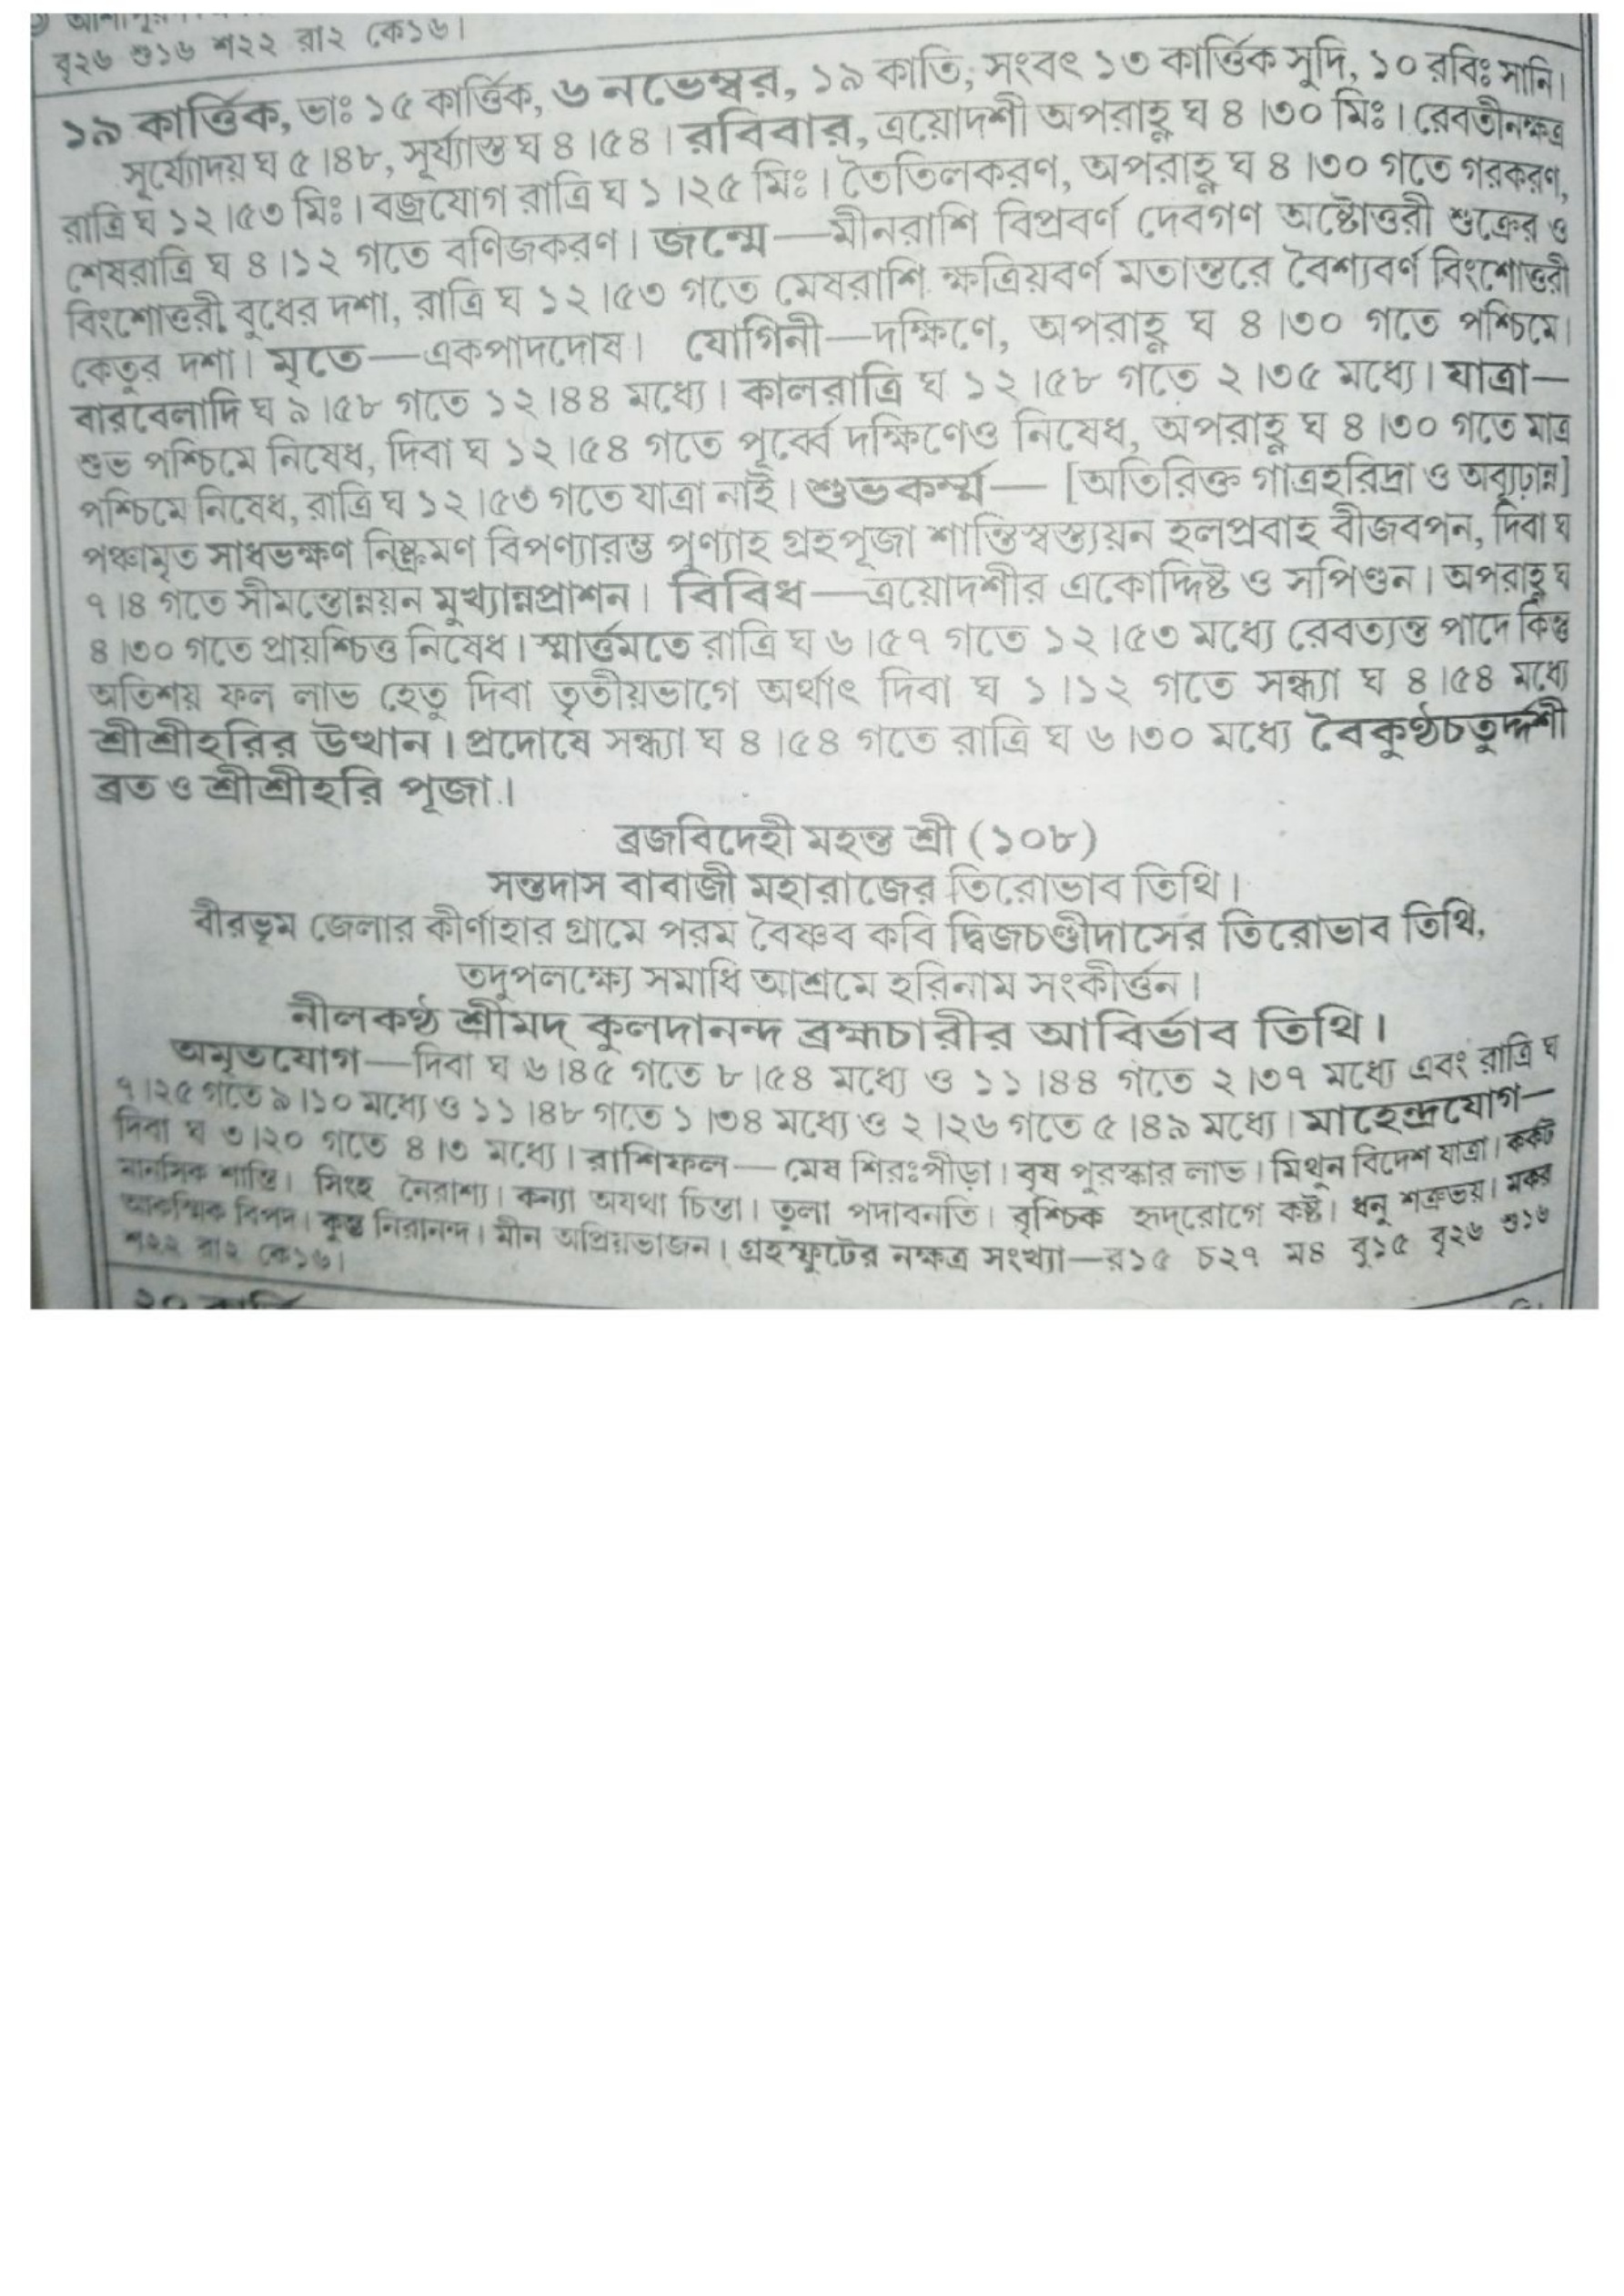 বৃ২৬ শু১৬ শ২২ রা২ কে১৬।
১৯ কার্ত্তিক, ভাঃ ১৫ কার্ত্তিক, ৬ নভেম্বর, ১৯ কাতি, সংবৎ ১৩ কার্ত্তিক সুদি, ১০ রবিঃ সানি।
সূর্য্যোদয় ঘ ৫।৪৮, সূর্য্যাস্ত ঘ ৪।৫৪। রবিবার, ত্রয়োদশী অপরাহ্ণ ঘ ৪।৩০ মিঃ। রেবতীনক্ষত্র
রাত্রি ঘ ১২।৫৩ মিঃ। বজ্রযোগ রাত্রি ঘ ১।২৫ মিঃ। তৈতিলকরণ, অপরাহ্ণ ঘ ৪।৩০ গতে গরকরণ,
শেষরাত্রি ঘ ৪।১২ গতে বণিজকরণ। জন্মে—মীনরাশি বিপ্রবর্ণ দেবগণ অষ্টোত্তরী শুক্রের ও
বিংশোত্তরী বুধের দশা, রাত্রি ঘ ১২।৫৩ গতে মেষরাশি ক্ষত্রিয়বর্ণ মতান্তরে বৈশ্যবর্ণ বিংশোত্তরী
কেতুর দশা। মৃতে—একপাদদোষ। যোগিনী—দক্ষিণে, অপরাহ্ণ ঘ ৪।৩০ গতে পশ্চিমে।
বারবেলাদি ঘ ৯।৫৮ গতে ১২।৪৪ মধ্যে। কালরাত্রি ঘ ১২।৫৮ গতে ২।৩৫ মধ্যে। যাত্রা—
শুভ পশ্চিমে নিষেধ, দিবা ঘ ১২।৫৪ গতে পূর্ব্বে দক্ষিণেও নিষেধ, অপরাহ্ণ ঘ ৪।৩০ গতে মাত্র
পশ্চিমে নিষেধ, রাত্রি ঘ ১২।৫৩ গতে যাত্রা নাই। শুভকর্ম্ম— [অতিরিক্ত গাত্রহরিদ্রা ও অব্যূঢ়ান্ন]
পঞ্চামৃত সাধভক্ষণ নিষ্ক্রমণ বিপণ্যারম্ভ পুণ্যাহ গ্রহপূজা শান্তিস্বস্ত্যয়ন হলপ্রবাহ বীজবপন, দিবা ঘ
৭।৪ গতে সীমন্তোন্নয়ন মুখ্যান্নপ্রাশন। বিবিধ—ত্রয়োদশীর একোদ্দিষ্ট ও সপিণ্ডন। অপরাহ্ণ ঘ
৪।৩০ গতে প্রায়শ্চিত্ত নিষেধ। স্মার্ত্তমতে রাত্রি ঘ ৬।৫৭ গতে ১২।৫৩ মধ্যে রেবত্যন্ত পাদে কিন্তু
অতিশয় ফল লাভ হেতু দিবা তৃতীয়ভাগে অর্থাৎ দিবা ঘ ১।১২ গতে সন্ধ্যা ঘ ৪।৫৪ মধ্যে
শ্রীশ্রীহরির উত্থান। প্রদোষে সন্ধ্যা ঘ ৪।৫৪ গতে রাত্রি ঘ ৬।৩০ মধ্যে বৈকুণ্ঠচতুর্দ্দশী
ব্রত ও শ্রীশ্রীহরি পূজা।
ব্রজবিদেহী মহন্ত শ্রী (১০৮)
সন্তদাস বাবাজী মহারাজের তিরোভাব তিথি।
বীরভূম জেলার কীর্ণাহার গ্রামে পরম বৈষ্ণব কবি দ্বিজচণ্ডীদাসের তিরোভাব তিথি,
তদুপলক্ষ্যে সমাধি আশ্রমে হরিনাম সংকীর্ত্তন।
নীলকণ্ঠ শ্রীমদ্ কুলদানন্দ ব্রহ্মচারীর আবির্ভাব তিথি।
অমৃতযোগ—দিবা ঘ ৬।৪৫ গতে ৮।৫৪ মধ্যে ও ১১।৪৪ গতে ২।৩৭ মধ্যে এবং রাত্রি ঘ
৭।২৫ গতে ৯।১০ মধ্যে ও ১১।৪৮ গতে ১।৩৪ মধ্যে ও ২।২৬ গতে ৫।৪৯ মধ্যে। মাহেন্দ্রযোগ—
দিবা ঘ ৩।২০ গতে ৪।৩ মধ্যে। রাশিফল—মেষ শিরঃপীড়া। বৃষ পুরস্কার লাভ। মিথুন বিদেশ যাত্রা। কর্কট
মানসিক শান্তি। সিংহ নৈরাশ্য। কন্যা অযথা চিন্তা। তুলা পদাবনতি। বৃশ্চিক হৃদ্‌রোগে কষ্ট। ধনু শত্রুভয়। মকর
আকস্মিক বিপদ। কুম্ভ নিরানন্দ। মীন অপ্রিয়ভাজন। গ্রহস্ফুটের নক্ষত্র সংখ্যা—র১৫ চ২৭ ম৪ বু১৫ বৃ২৬ শু১৬
শ২২ রা২ কে১৬।